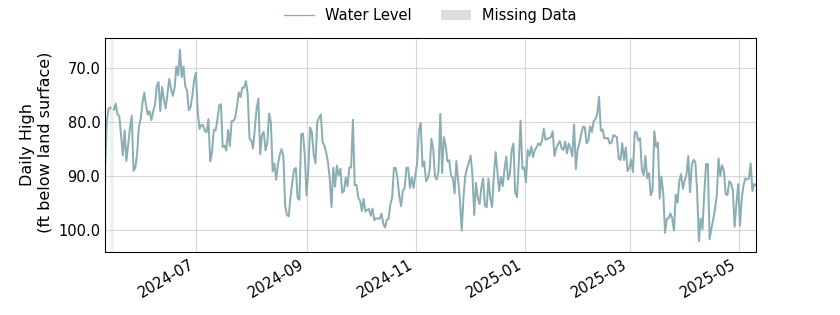 Water Level Missing Data
Daily High
(ft below land surface)
70.0
80.0
90.0
100.0
2024-07 2024-09 2024-11 2025-01 2025-03 2025-05